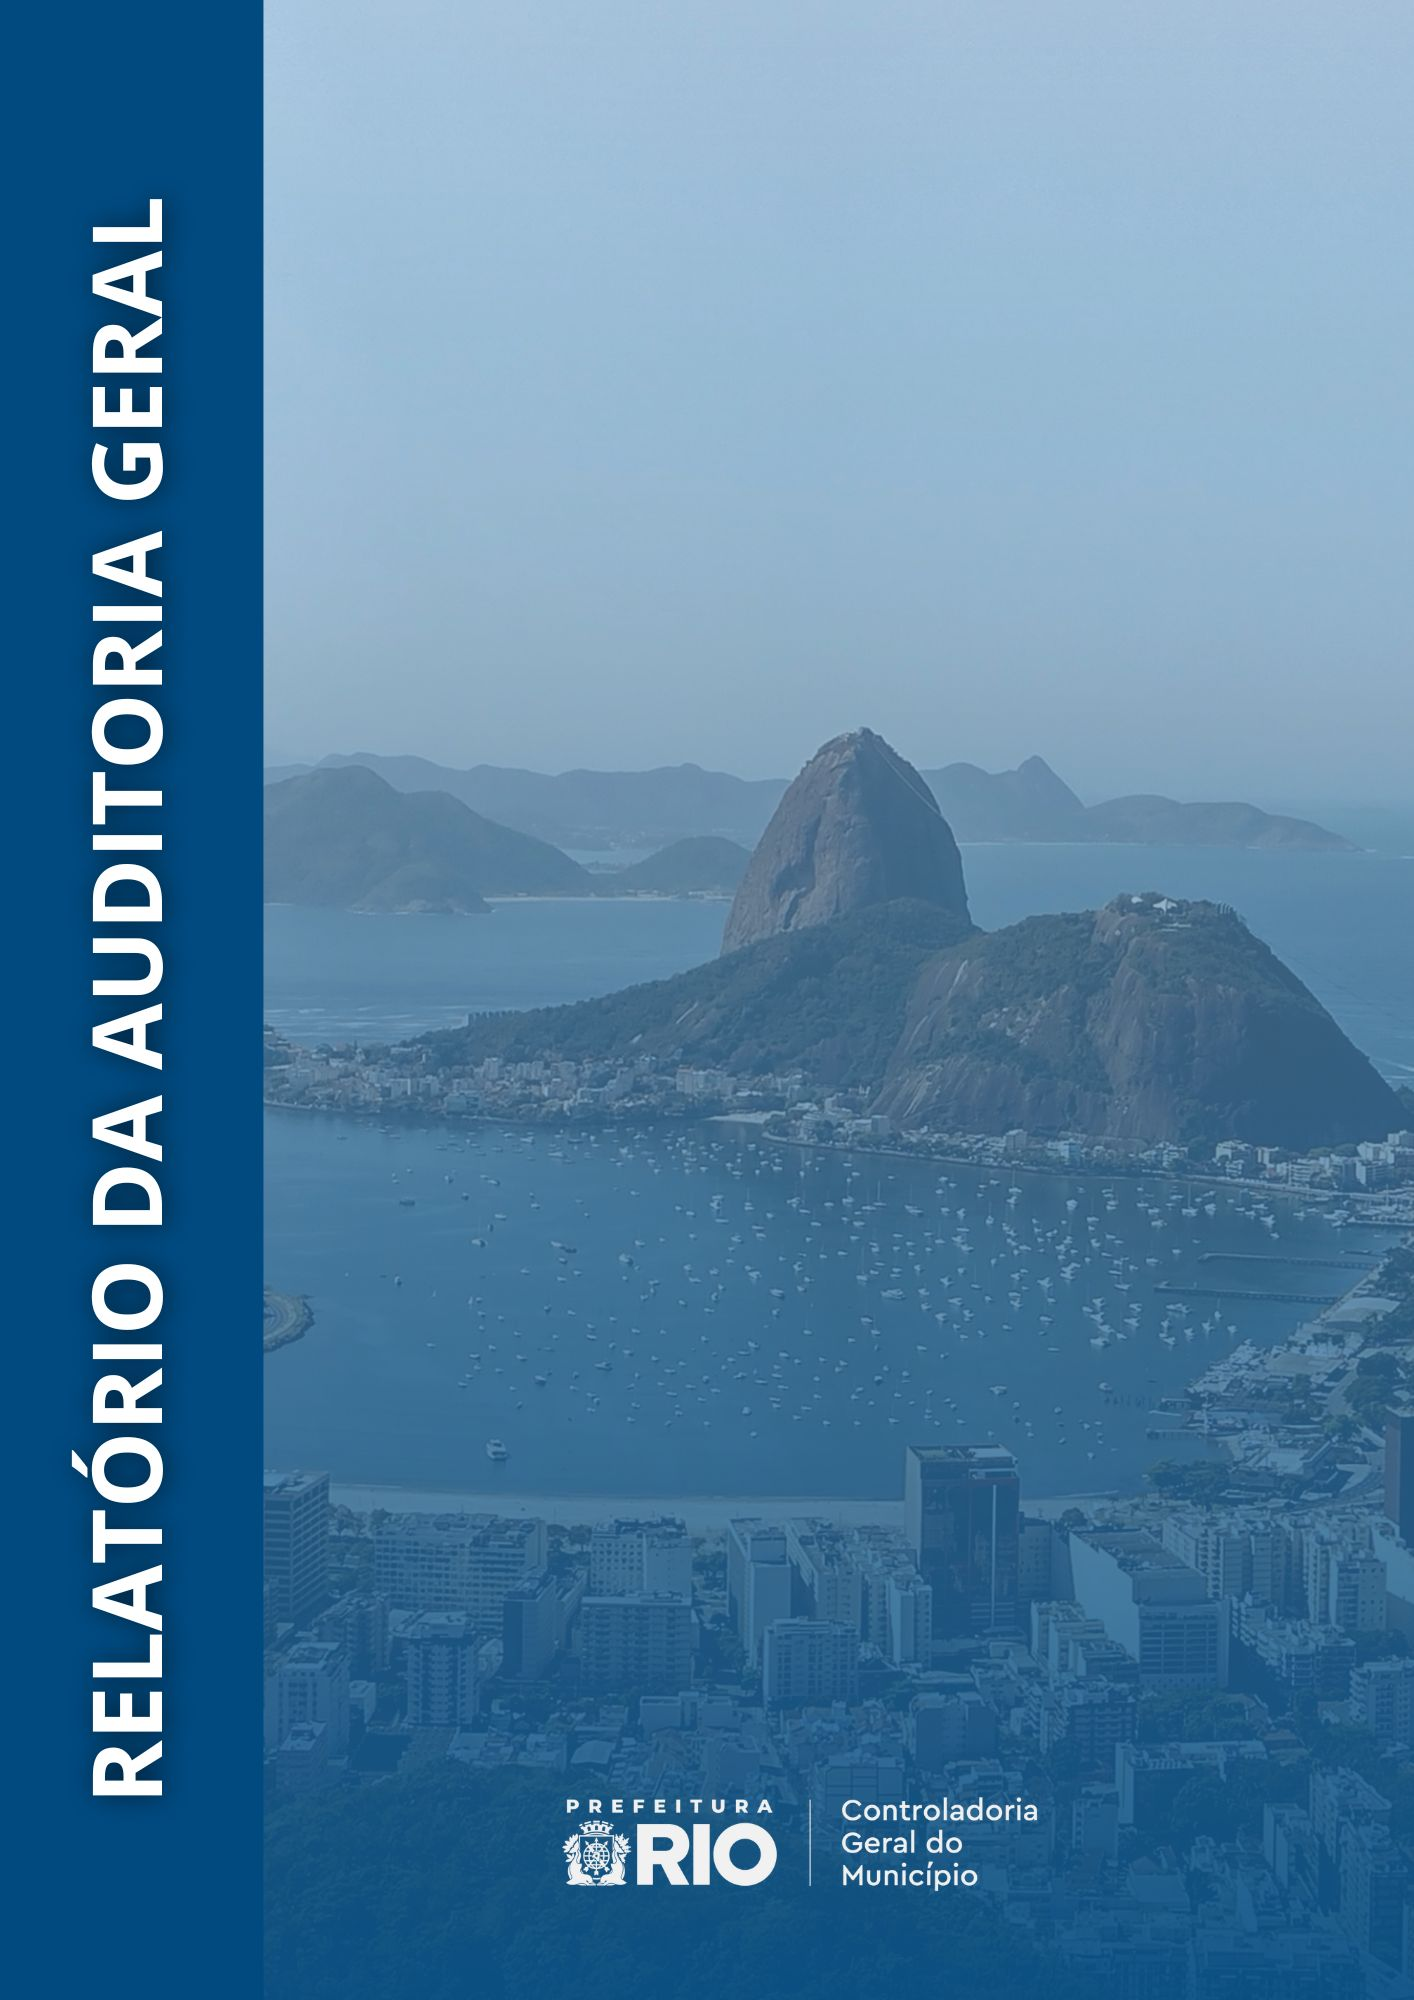 RELATÓRIO DA AUDITORIA GERAL
PREFEITURA
RIO
Controladoria
Geral do
Município